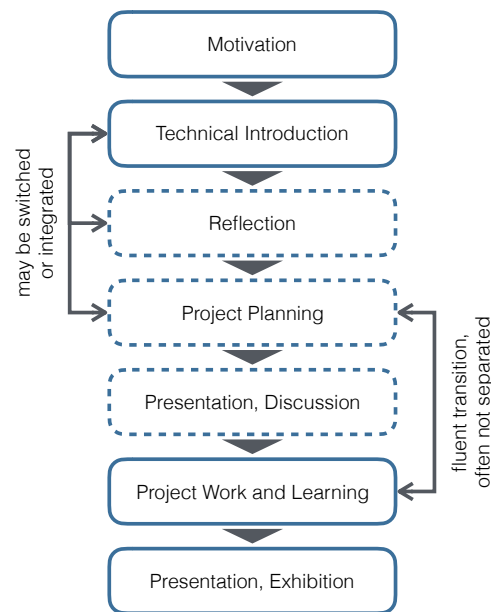 Motivation
Technical Introduction
may be switched
or integrated
Reflection
Project Planning
Presentation, Discussion
fluent transition,
often not separated
Project Work and Learning
Presentation, Exhibition